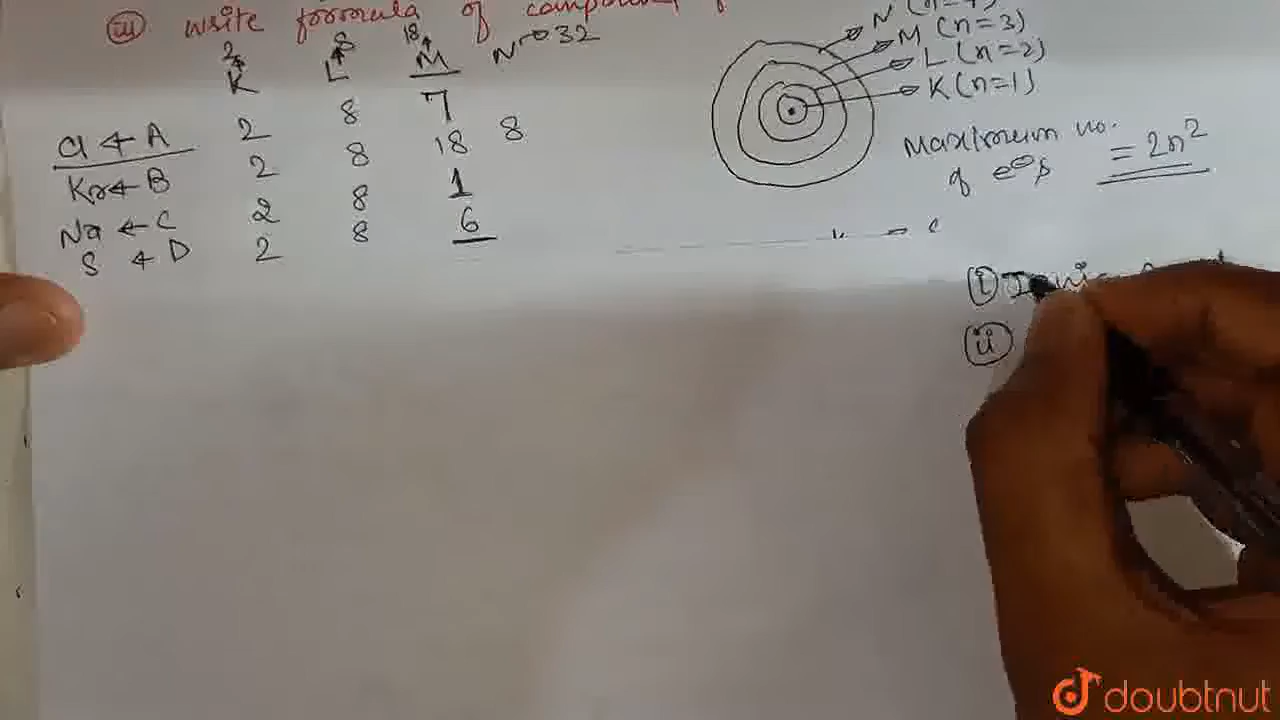 iii write formula of compound
2 8 18 N → 32
K L M
Cl ← A 2 8 7
Kr ← B 2 8 18 8
Na ← C 2 8 1
S ← D 2 8 6
N (n=4)
M (n=3)
L (n=2)
K (n=1)
Maximum no.
of e⊖s = 2n²
i
ii
doubtnut